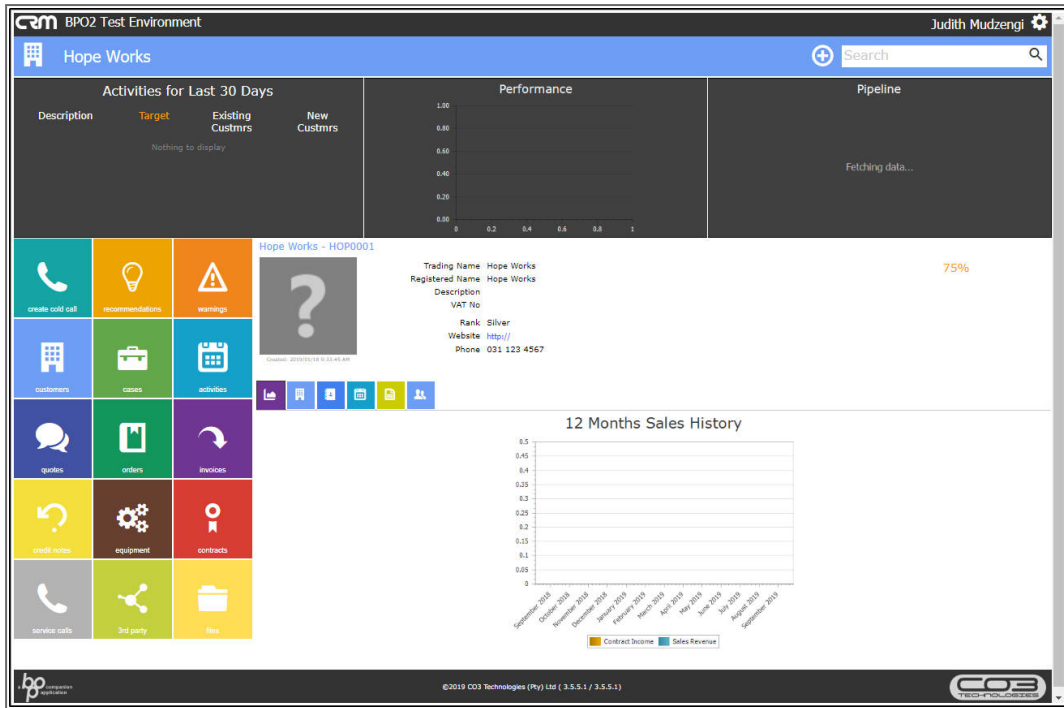 CRM BPO2 Test Environment
Judith Mudzengi
Hope Works
Search
Activities for Last 30 Days
Description Target Existing Custmrs New Custmrs
Nothing to display
Performance
1.00
0.80
0.60
0.40
0.20
0.00
0 0.2 0.4 0.6 0.8 1
Pipeline
Fetching data...
create cold call
recommendations
warnings
customers
cases
activities
quotes
orders
invoices
credit notes
equipment
contracts
service calls
3rd party
files
Hope Works - HOP0001
Trading Name Hope Works
Registered Name Hope Works
Description
VAT No
Rank Silver
Website http://
Phone 031 123 4567
75%
12 Months Sales History
0.5
0.45
0.4
0.35
0.3
0.25
0.2
0.15
0.1
0.05
0
September 2018
October 2018
November 2018
December 2018
January 2019
February 2019
March 2019
April 2019
May 2019
June 2019
July 2019
August 2019
September 2019
Contract Income Sales Revenue
a bpo companion
application
©2019 CO3 Technologies (Pty) Ltd ( 3.5.5.1 / 3.5.5.1)
CO3
TECHNOLOGIES